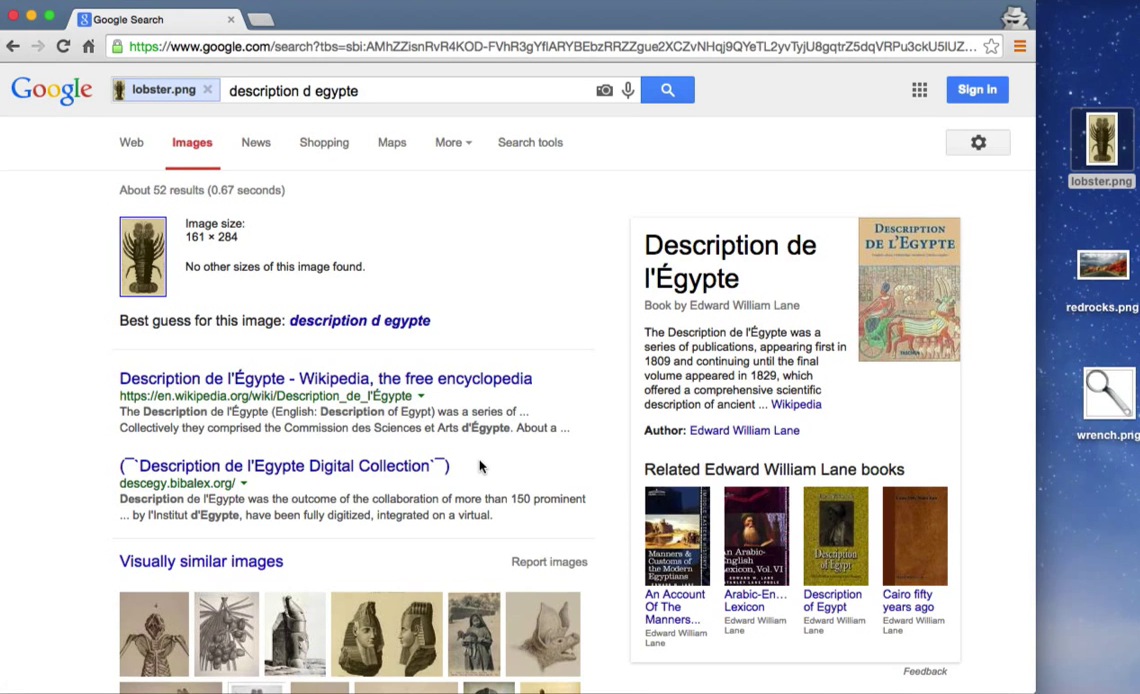 Google Search
https://www.google.com/search?tbs=sbi:AMhZZisnRvR4KOD-FVhR3gYflARYBEbzRRZZgue2XCZvNHqj9QYeTL2yvTyjU8gqtrZ5dqVRPu3ckU5lUZ...
Google lobster.png description d egypte
Sign in
Web Images News Shopping Maps More Search tools
About 52 results (0.67 seconds)
Image size:
161 × 284
No other sizes of this image found.
Best guess for this image: description d egypte
Description de l'Égypte - Wikipedia, the free encyclopedia
https://en.wikipedia.org/wiki/Description_de_l'Égypte
The Description de l'Égypte (English: Description of Egypt) was a series of ...
Collectively they comprised the Commission des Sciences et Arts d'Égypte. About a ...
(¯`Description de l'Egypte Digital Collection`¯)
descegy.bibalex.org/
Description de l'Egypte was the outcome of the collaboration of more than 150 prominent
... by l'Institut d'Egypte, have been fully digitized, integrated on a virtual.
Visually similar images
Report images
Description de
l'Égypte
Book by Edward William Lane
The Description de l'Égypte was a
series of publications, appearing first in
1809 and continuing until the final
volume appeared in 1829, which
offered a comprehensive scientific
description of ancient ... Wikipedia
Author: Edward William Lane
DESCRIPTION
DE L'EGYPTE
TASCHEN
Related Edward William Lane books
Manners &
Customs of the
Modern
Egyptians
An Arabic-
English
Lexicon, Vol. VI
Description
of Egypt
An Account
Of The
Manners...
Edward William
Lane
Arabic-En...
Lexicon
Edward William
Lane
Description
of Egypt
Edward William
Lane
Cairo fifty
years ago
Edward William
Lane
Feedback
lobster.png
redrocks.png
wrench.png